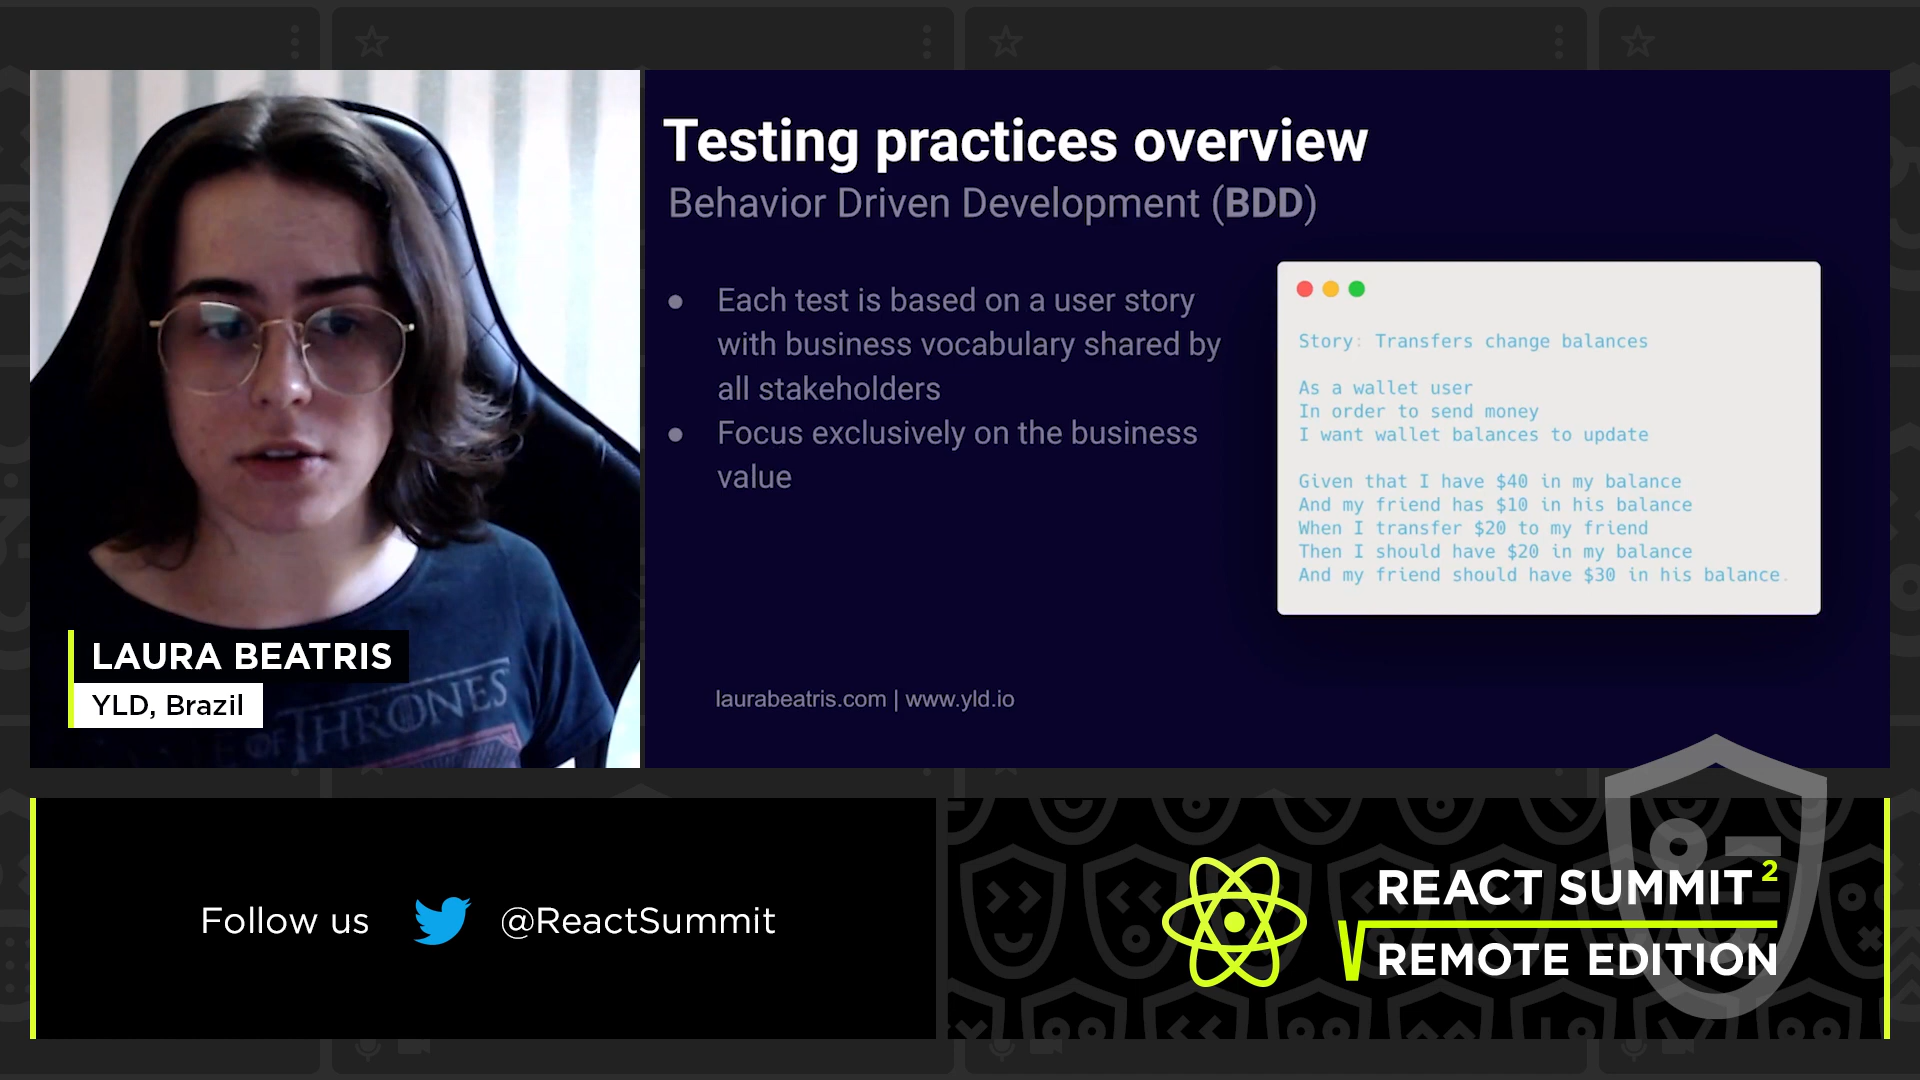 Testing practices overview
Behavior Driven Development (BDD)
● Each test is based on a user story
with business vocabulary shared by
all stakeholders
● Focus exclusively on the business
value
Story: Transfers change balances
As a wallet user
In order to send money
I want wallet balances to update
Given that I have $40 in my balance
And my friend has $10 in his balance
When I transfer $20 to my friend
Then I should have $20 in my balance
And my friend should have $30 in his balance.
laurabeatris.com | www.yld.io
LAURA BEATRIS
YLD, Brazil
OF THRONES
Follow us @ReactSummit
REACT SUMMIT 2
REMOTE EDITION